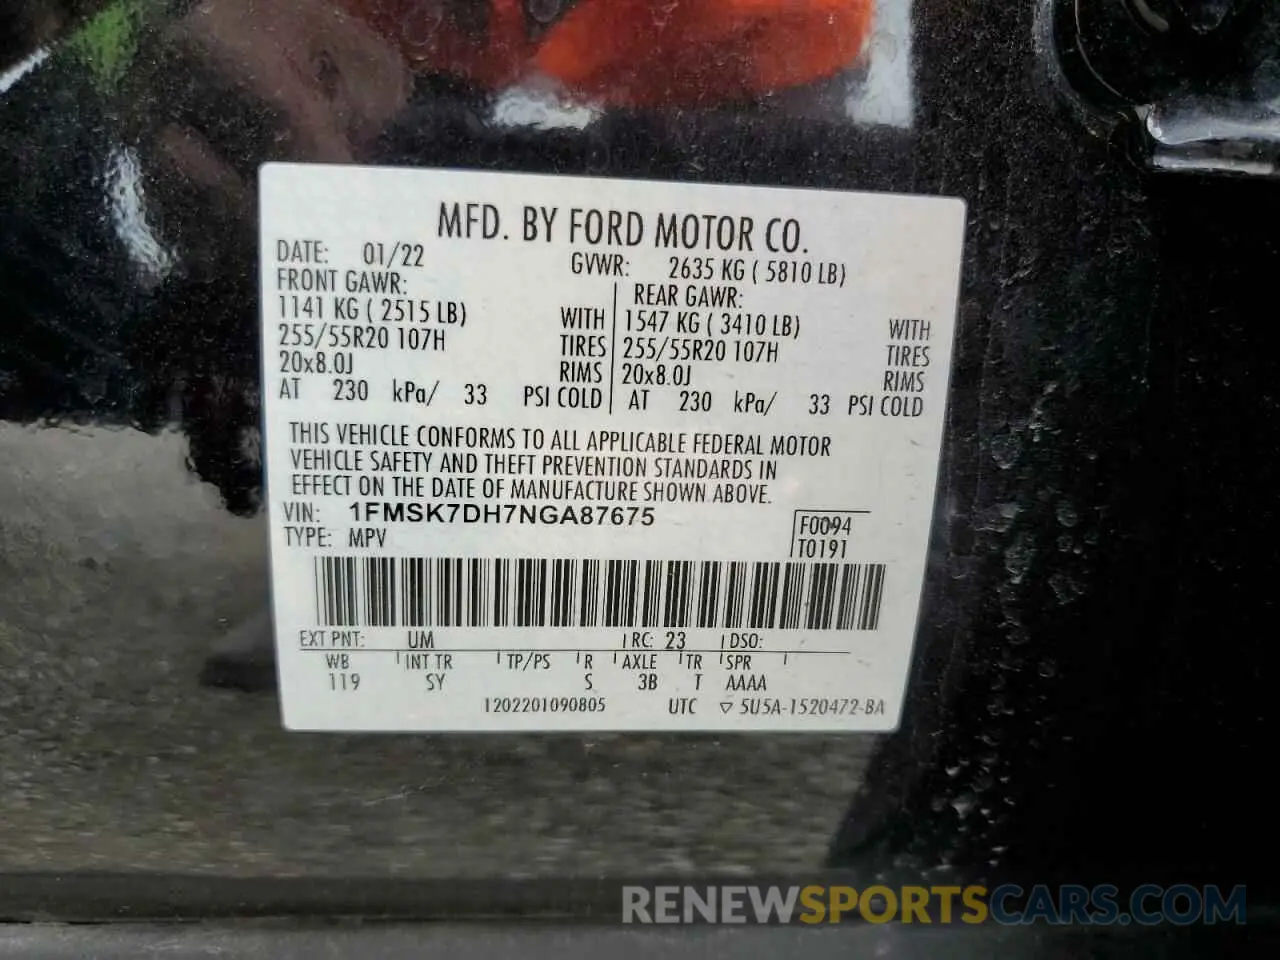 MFD. BY FORD MOTOR CO.
DATE: 01/22 GVWR: 2635 KG ( 5810 LB)
FRONT GAWR: REAR GAWR:
1141 KG ( 2515 LB) WITH 1547 KG ( 3410 LB) WITH
255/55R20 107H TIRES 255/55R20 107H TIRES
20x8.0J RIMS 20x8.0J RIMS
AT 230 kPa/ 33 PSI COLD AT 230 kPa/ 33 PSI COLD
THIS VEHICLE CONFORMS TO ALL APPLICABLE FEDERAL MOTOR
VEHICLE SAFETY AND THEFT PREVENTION STANDARDS IN
EFFECT ON THE DATE OF MANUFACTURE SHOWN ABOVE.
VIN: 1FMSK7DH7NGA87675 F0094
TYPE: MPV T0191
EXT PNT: UM RC: 23 DSO:
WB INT TR TP/PS R AXLE TR SPR
119 SY S 3B T AAAA
1202201090805 UTC ▽ 5U5A-1520472-BA
RENEWSPORTSCARS.COM